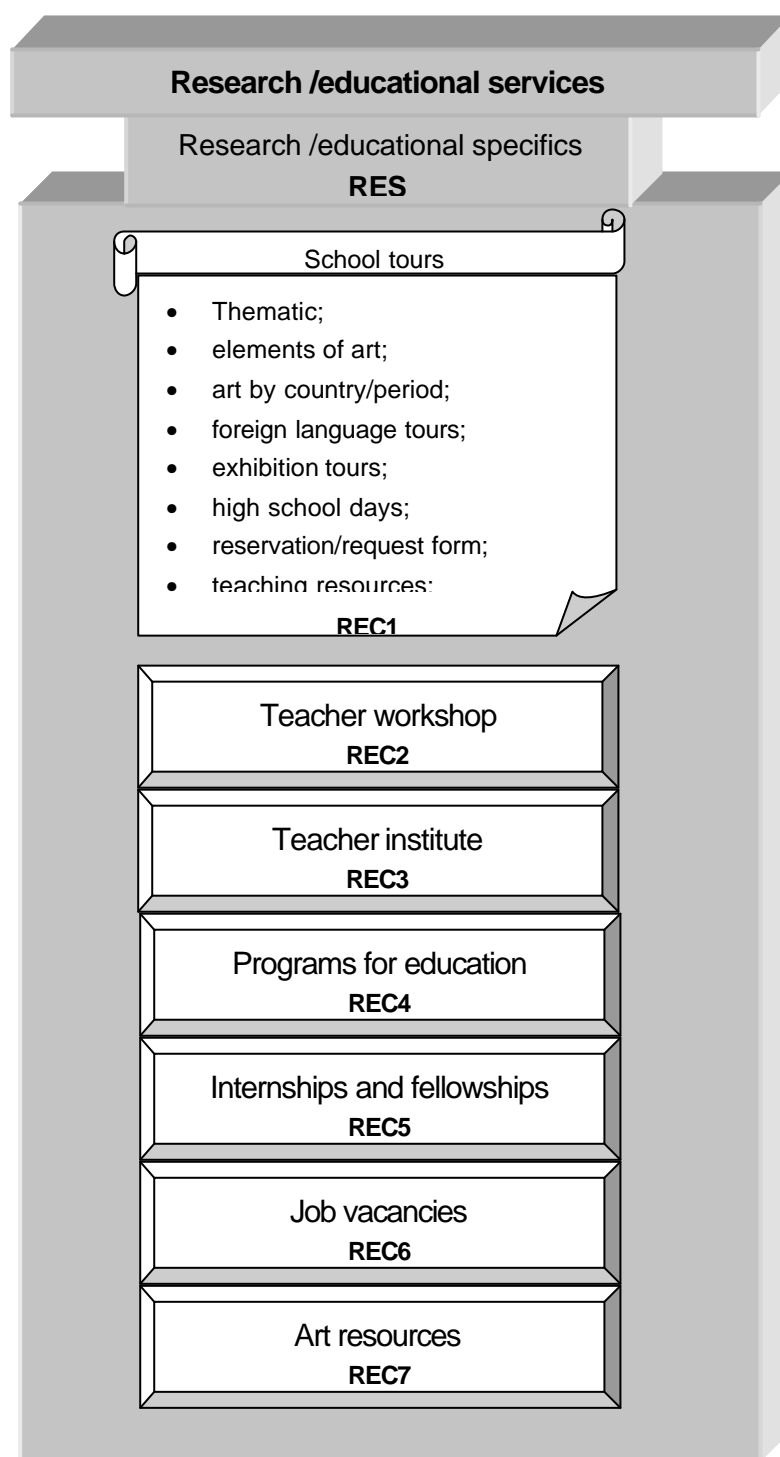 Research /educational services
Research /educational specifics
RES
School tours
• Thematic;
• elements of art;
• art by country/period;
• foreign language tours;
• exhibition tours;
• high school days;
• reservation/request form;
• teaching resources;
REC1
Teacher workshop
REC2
Teacher institute
REC3
Programs for education
REC4
Internships and fellowships
REC5
Job vacancies
REC6
Art resources
REC7